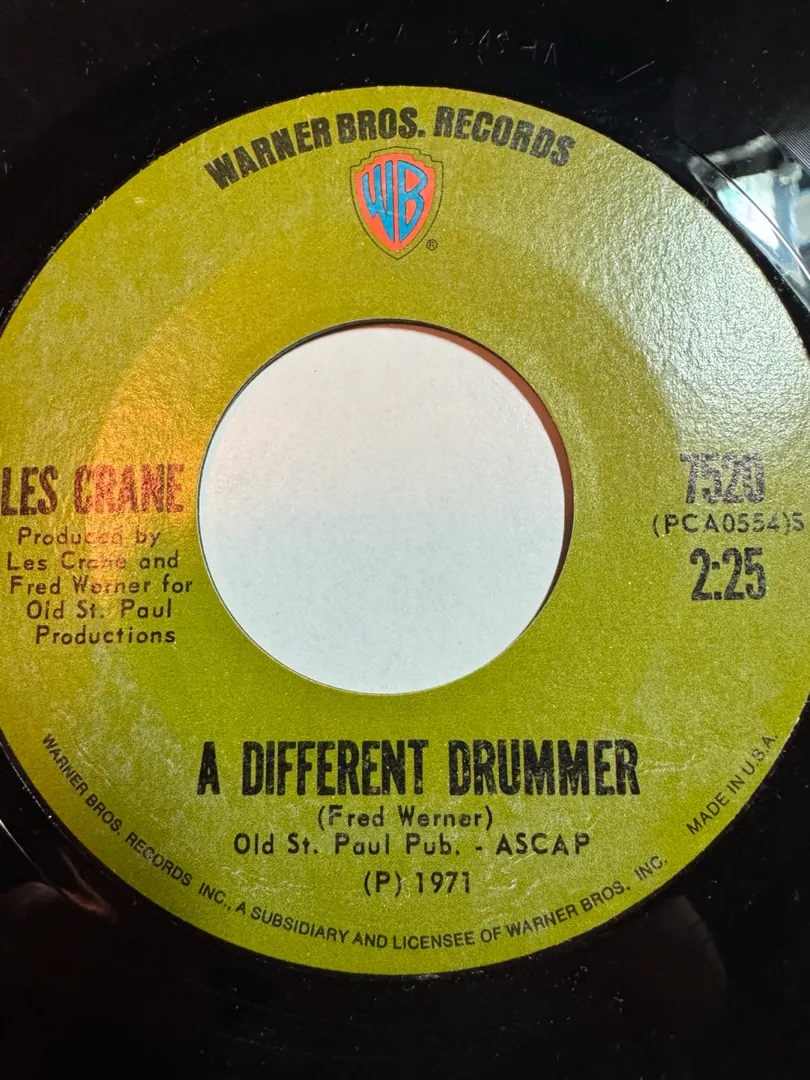 WARNER BROS. RECORDS
WB
®
LES CRANE
Produced by
Les Crane and
Fred Werner for
Old St. Paul
Productions
7520
(PCA0554)S
2:25
A DIFFERENT DRUMMER
(Fred Werner)
Old St. Paul Pub. - ASCAP
(P) 1971
WARNER BROS. RECORDS INC., A SUBSIDIARY AND LICENSEE OF WARNER BROS. INC.
MADE IN U.S.A.